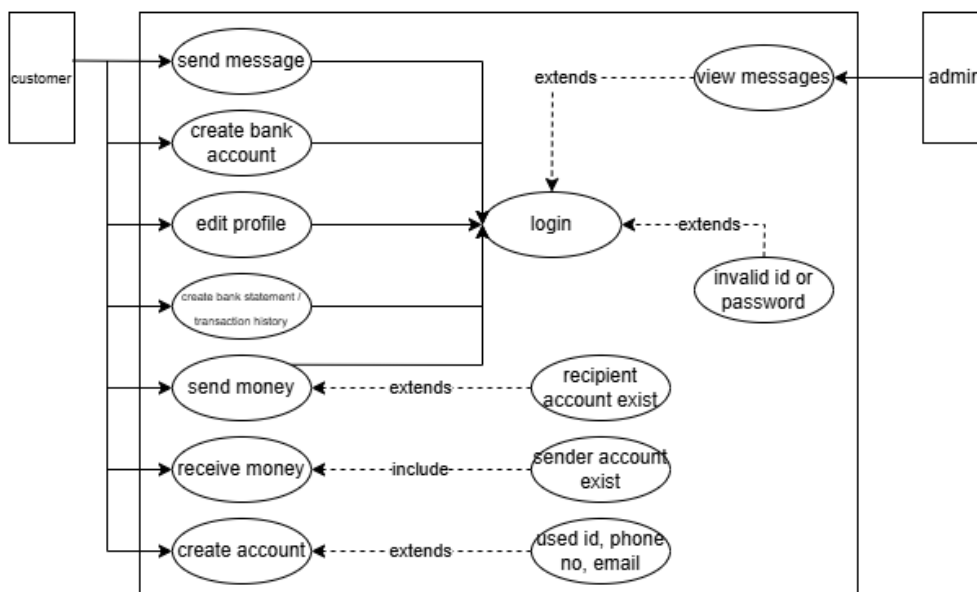 customer
send message
create bank
account
edit profile
create bank statement /
transaction history
send money
receive money
create account
extends
view messages
admin
login
extends
invalid id or
password
extends
recipient
account exist
include
sender account
exist
extends
used id, phone
no, email